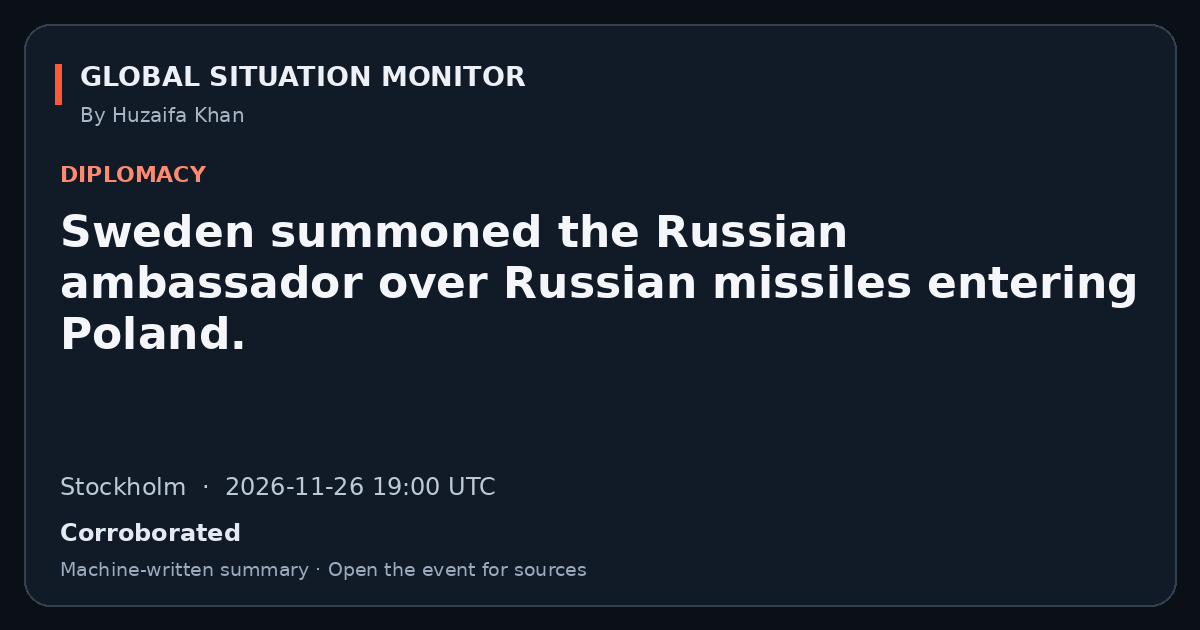 GLOBAL SITUATION MONITOR
By Huzaifa Khan
DIPLOMACY
Sweden summoned the Russian
ambassador over Russian missiles entering
Poland.
Stockholm · 2026-11-26 19:00 UTC
Corroborated
Machine-written summary · Open the event for sources